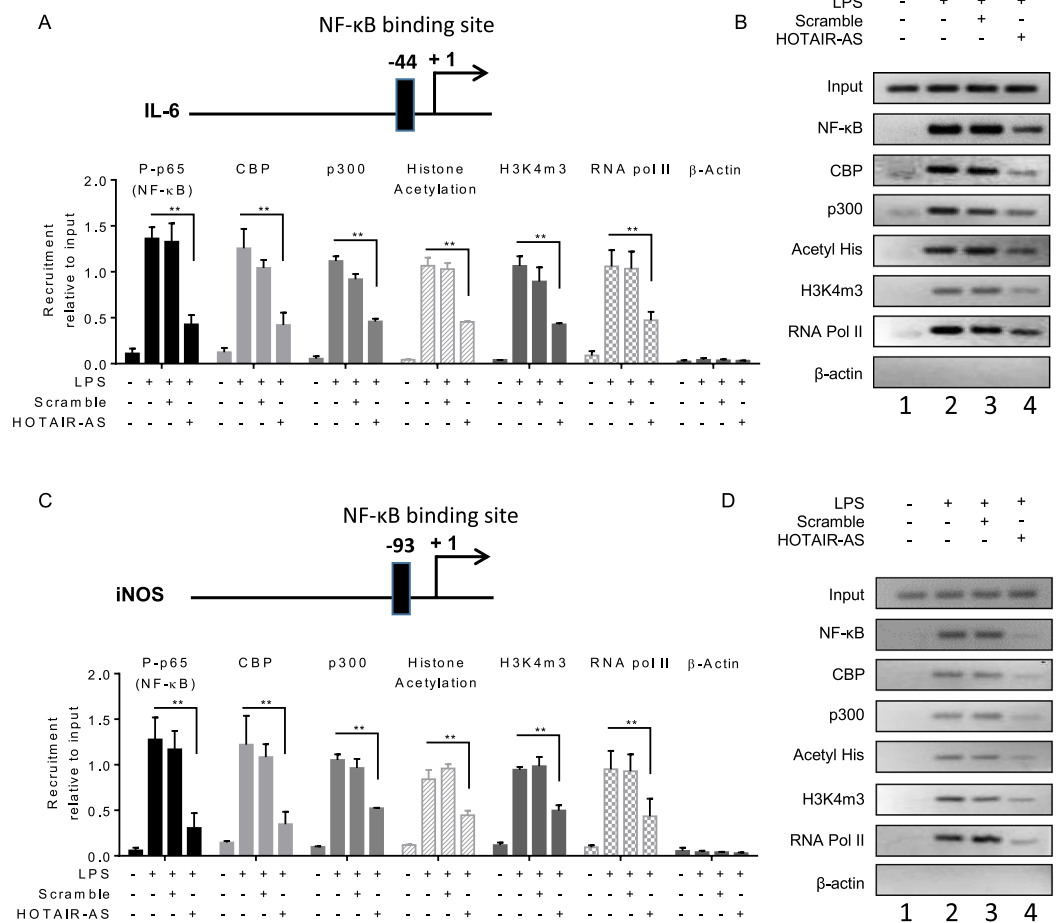 A
NF-κB binding site
-44 + 1
IL-6
P-p65 CBP p300 Histone H3K4m3 RNA pol II β-Actin
(NF-κB) Acetylation
Recruitment
relative to input
2.0
1.5
1.0
0.5
0.0
- + + + - + + + - + + + - + + + - + + + - + + + - + + + LPS
- - + - - - + - - - + - - - + - - - + - - - + - - - + - Scramble
- - - + - - - + - - - + - - - + - - - + - - - + - - - + HOTAIR-AS
B
LPS - + + +
Scramble - - + -
HOTAIR-AS - - - +
Input
NF-κB
CBP
p300
Acetyl His
H3K4m3
RNA Pol II
β-actin
1 2 3 4
C
NF-κB binding site
-93 + 1
iNOS
P-p65 CBP p300 Histone H3K4m3 RNA pol II β-Actin
(NF-κB) Acetylation
Recruitment
relative to input
2.0
1.5
1.0
0.5
0.0
- + + + - + + + - + + + - + + + - + + + - + + + - + + + LPS
- - + - - - + - - - + - - - + - - - + - - - + - - - + - Scramble
- - - + - - - + - - - + - - - + - - - + - - - + - - - + HOTAIR-AS
** ** ** ** ** **
D
LPS - + + +
Scramble - - + -
HOTAIR-AS - - - +
Input
NF-κB
CBP
p300
Acetyl His
H3K4m3
RNA Pol II
β-actin
1 2 3 4